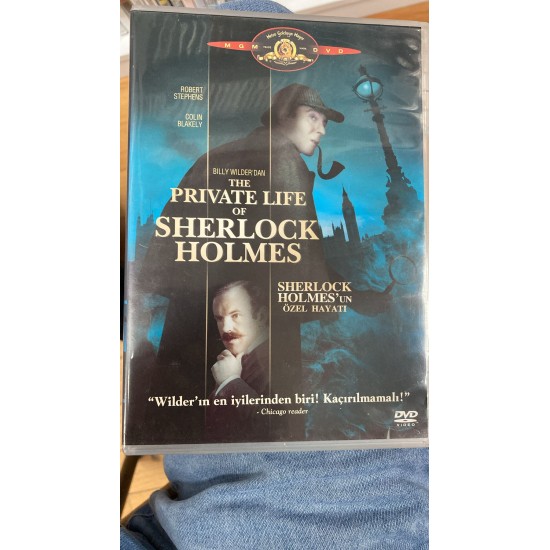 MGM DVD
ROBERT
STEPHENS
COLIN
BLAKELY
BILLY WILDER'DAN
THE
PRIVATE LIFE
OF
SHERLOCK
HOLMES
SHERLOCK
HOLMES'UN
ÖZEL HAYATI
“Wilder'ın en iyilerinden biri! Kaçırılmamalı!”
- Chicago reader
DVD
VIDEO